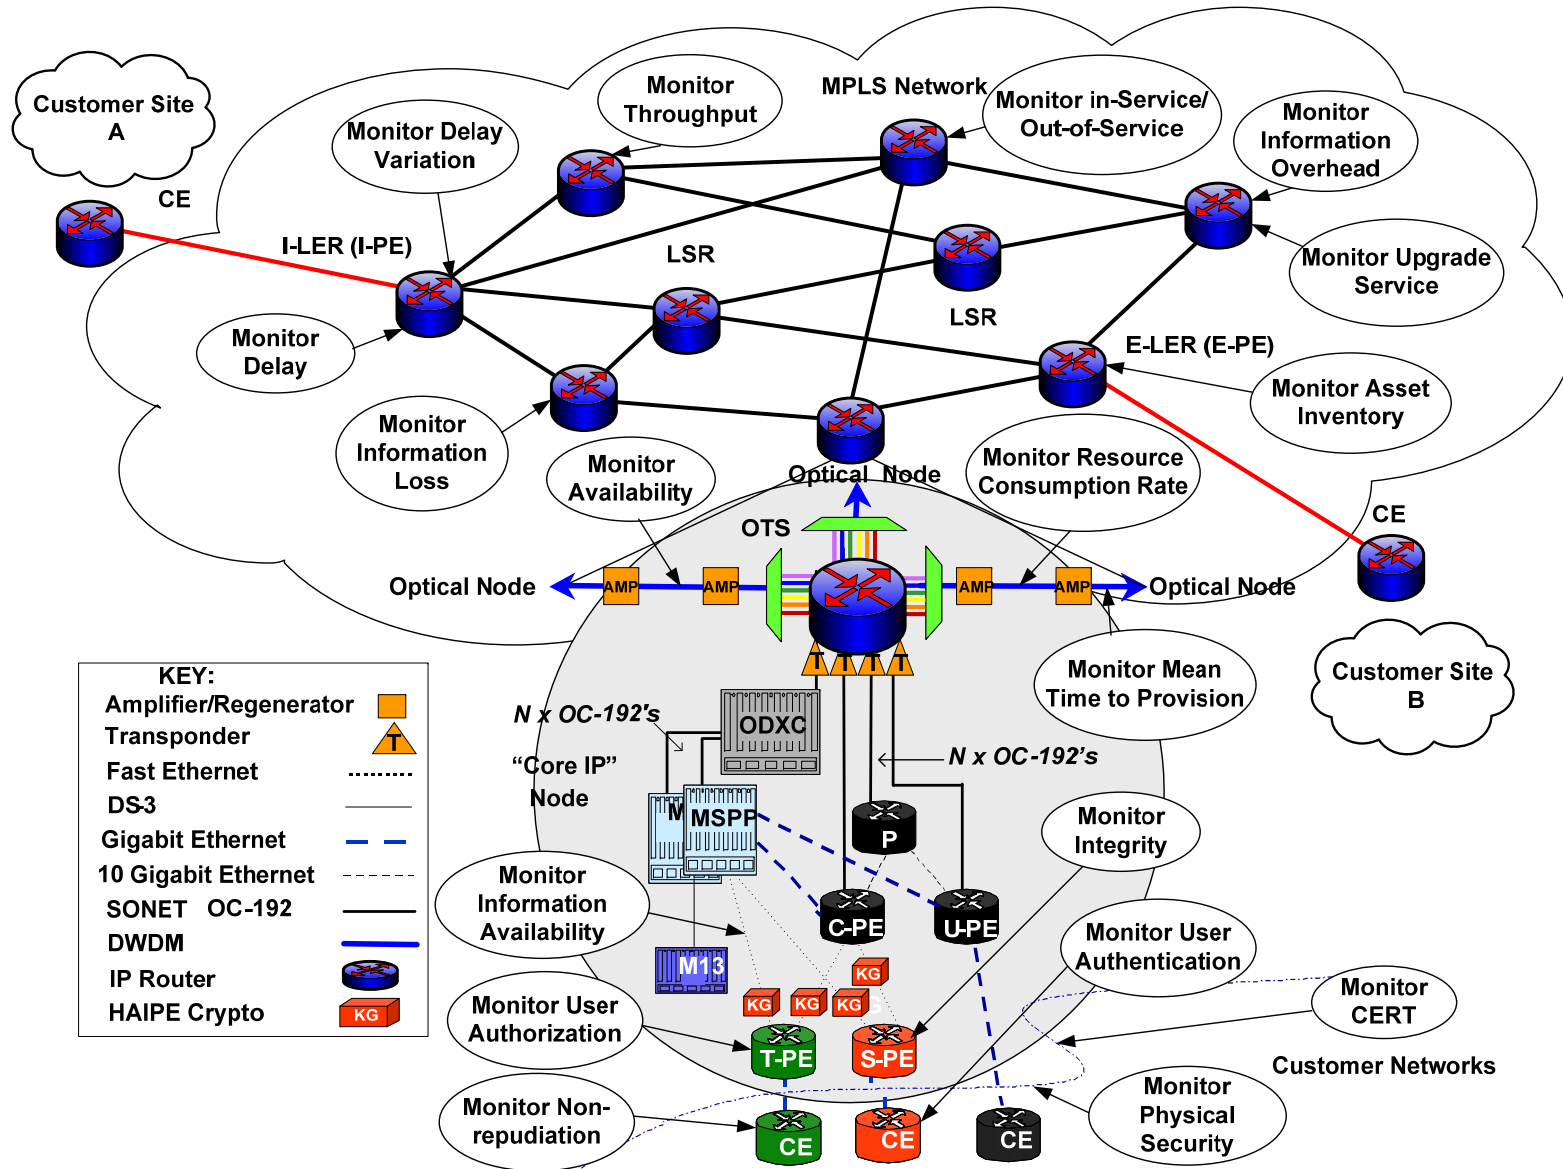 Customer Site
A
CE
I-LER (I-PE)
Monitor Delay
Variation
Monitor
Throughput
MPLS Network
Monitor in-Service/
Out-of-Service
Monitor
Information
Overhead
LSR
LSR
Monitor Upgrade
Service
Monitor
Delay
E-LER (E-PE)
Monitor Asset
Inventory
Monitor
Information
Loss
Monitor
Availability
Optical Node
Monitor Resource
Consumption Rate
OTS
CE
Optical Node
AMP
AMP
AMP
AMP
Optical Node
T
T
T
T
Monitor Mean
Time to Provision
Customer Site
B
KEY:
Amplifier/Regenerator
Transponder
T
Fast Ethernet
DS-3
Gigabit Ethernet
10 Gigabit Ethernet
SONET OC-192
DWDM
IP Router
HAIPE Crypto
KG
N x OC-192's
ODXC
N x OC-192's
“Core IP”
Node
M
MSPP
P
Monitor
Integrity
Monitor
Information
Availability
C-PE
U-PE
Monitor User
Authentication
M13
KG
KG
KG
KG
G
Monitor
CERT
Monitor User
Authorization
T-PE
S-PE
Customer Networks
Monitor Non-
repudiation
CE
CE
CE
Monitor
Physical
Security